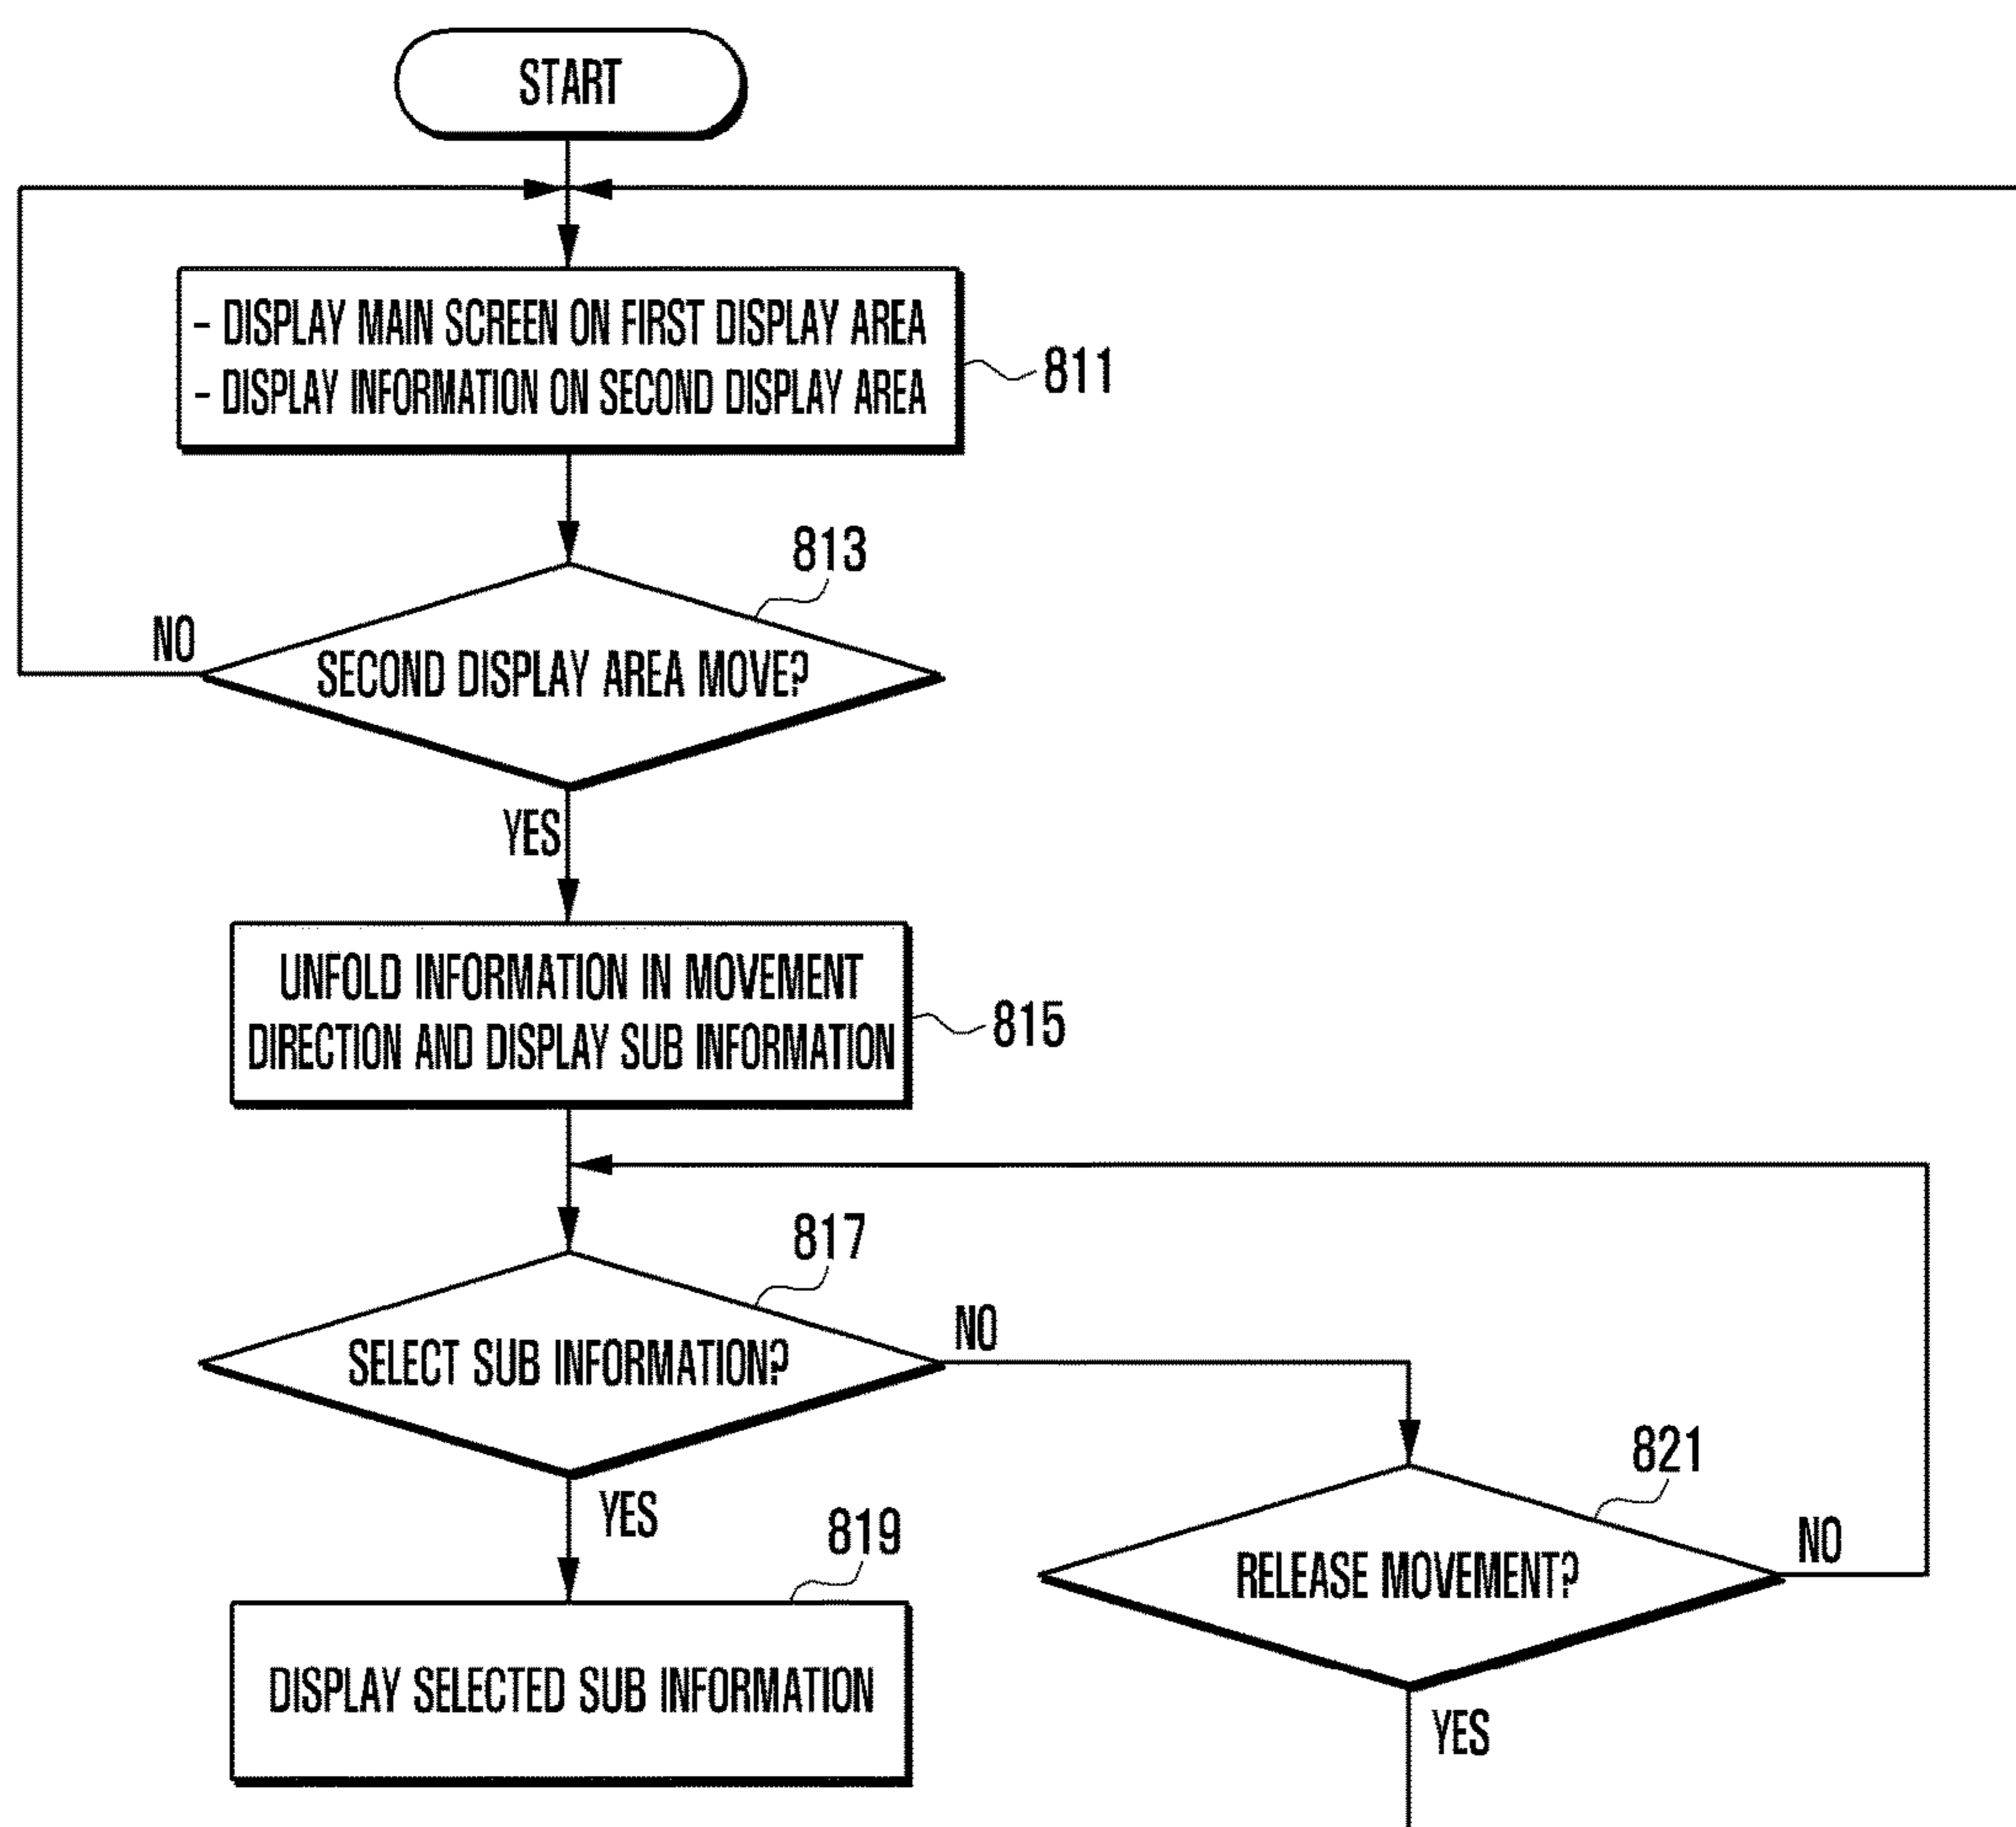 START
- DISPLAY MAIN SCREEN ON FIRST DISPLAY AREA
- DISPLAY INFORMATION ON SECOND DISPLAY AREA
811
813
NO
SECOND DISPLAY AREA MOVE?
YES
UNFOLD INFORMATION IN MOVEMENT
DIRECTION AND DISPLAY SUB INFORMATION
815
817
NO
SELECT SUB INFORMATION?
YES
821
NO
RELEASE MOVEMENT?
819
DISPLAY SELECTED SUB INFORMATION
YES